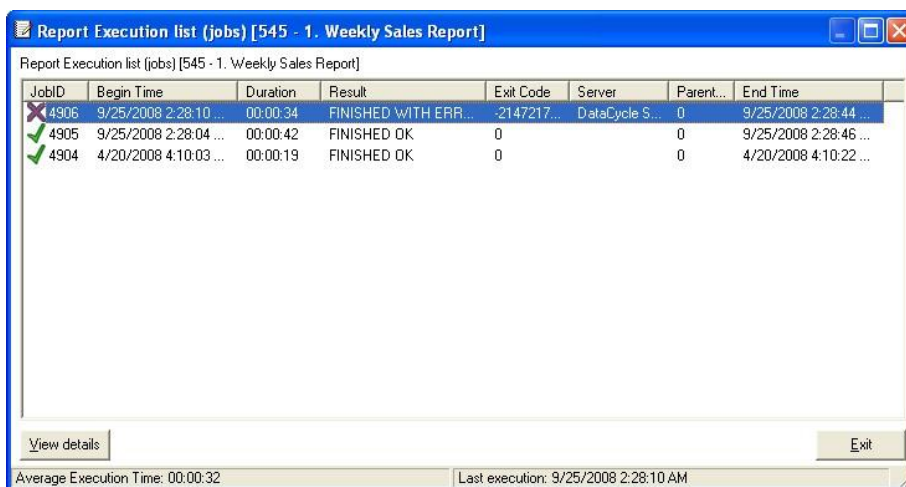 Report Execution list (jobs) [545 - 1. Weekly Sales Report]
Report Execution list (jobs) [545 - 1. Weekly Sales Report]
JobID Begin Time Duration Result Exit Code Server Parent... End Time
4906 9/25/2008 2:28:10 ... 00:00:34 FINISHED WITH ERR... -2147217... DataCycle S... 0 9/25/2008 2:28:44 ...
4905 9/25/2008 2:28:04 ... 00:00:42 FINISHED OK 0 0 9/25/2008 2:28:46 ...
4904 4/20/2008 4:10:03 ... 00:00:19 FINISHED OK 0 0 4/20/2008 4:10:22 ...
View details Exit
Average Execution Time: 00:00:32 Last execution: 9/25/2008 2:28:10 AM